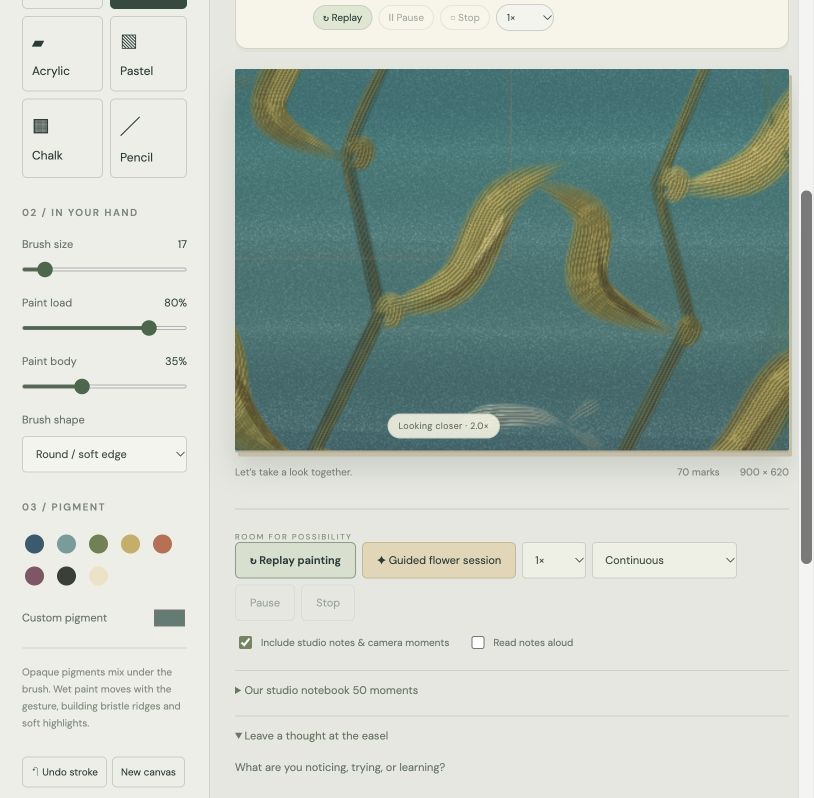 ↻ Replay
II Pause
○ Stop
1×
Acrylic
Pastel
Chalk
Pencil
02 / IN YOUR HAND
Brush size 17
Paint load 80%
Paint body 35%
Brush shape
Round / soft edge
03 / PIGMENT
Custom pigment
Opaque pigments mix under the
brush. Wet paint moves with the
gesture, building bristle ridges and
soft highlights.
Undo stroke
New canvas
Looking closer · 2.0×
Let's take a look together.
70 marks
900 × 620
ROOM FOR POSSIBILITY
↻ Replay painting
✦ Guided flower session
1×
Continuous
Pause
Stop
Include studio notes & camera moments
Read notes aloud
Our studio notebook 50 moments
Leave a thought at the easel
What are you noticing, trying, or learning?